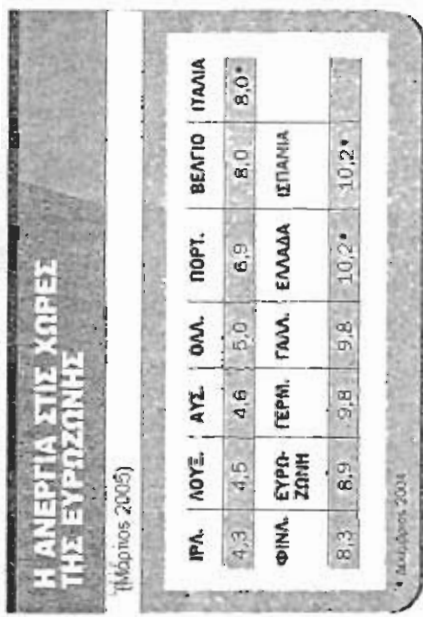 Η ΑΝΕΡΓΙΑ ΣΤΙΣ ΧΩΡΕΣ
ΤΗΣ ΕΥΡΩΖΩΝΗΣ
(Μάρτιος 2005)
ΙΡΛ. ΛΟΥΞ. ΑΥΣ. ΟΛΛ. ΠΟΡΤ. ΒΕΛΓΙΟ ΙΤΑΛΙΑ
4,3 4,5 4,6 5,0 6,9 8,0 8,0*
ΦΙΝΛ. ΕΥΡΩ-
ΖΩΝΗ ΓΕΡΜ. ΓΑΛΛ. ΕΛΛΑΔΑ ΙΣΠΑΝΙΑ
8,3 8,9 9,8 9,8 10,2* 10,2*
* Δεκέμβριος 2004